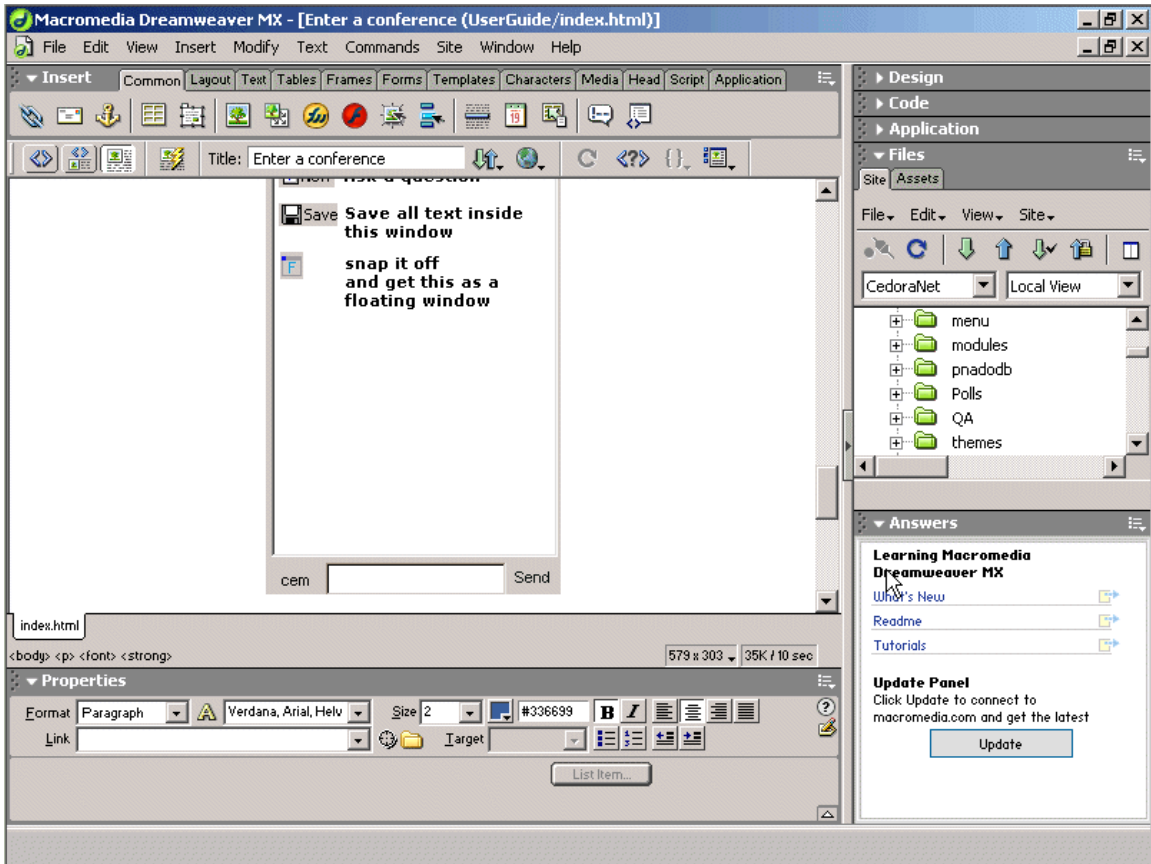 Macromedia Dreamweaver MX - [Enter a conference (UserGuide/index.html)]
File Edit View Insert Modify Text Commands Site Window Help
Insert Common Layout Text Tables Frames Forms Templates Characters Media Head Script Application
Title: Enter a conference
Ask a question
Save Save all text inside
this window
F snap it off
and get this as a
floating window
cem Send
index.html
<body> <p> <font> <strong> 579 x 303 35K / 10 sec
Properties
Format Paragraph Verdana, Arial, Helv Size 2 #336699 B I
Link Target
List Item...
Design
Code
Application
Files
Site Assets
File Edit View Site
CedoraNet Local View
menu
modules
pnadodb
Polls
QA
themes
Answers
Learning Macromedia
Dreamweaver MX
What's New
Readme
Tutorials
Update Panel
Click Update to connect to
macromedia.com and get the latest
Update